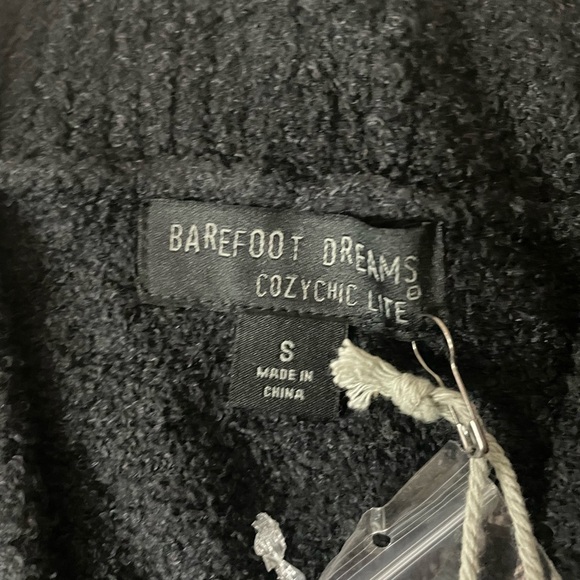 BAREFOOT DREAMS
COZYCHIC LITE®
S
MADE IN
CHINA